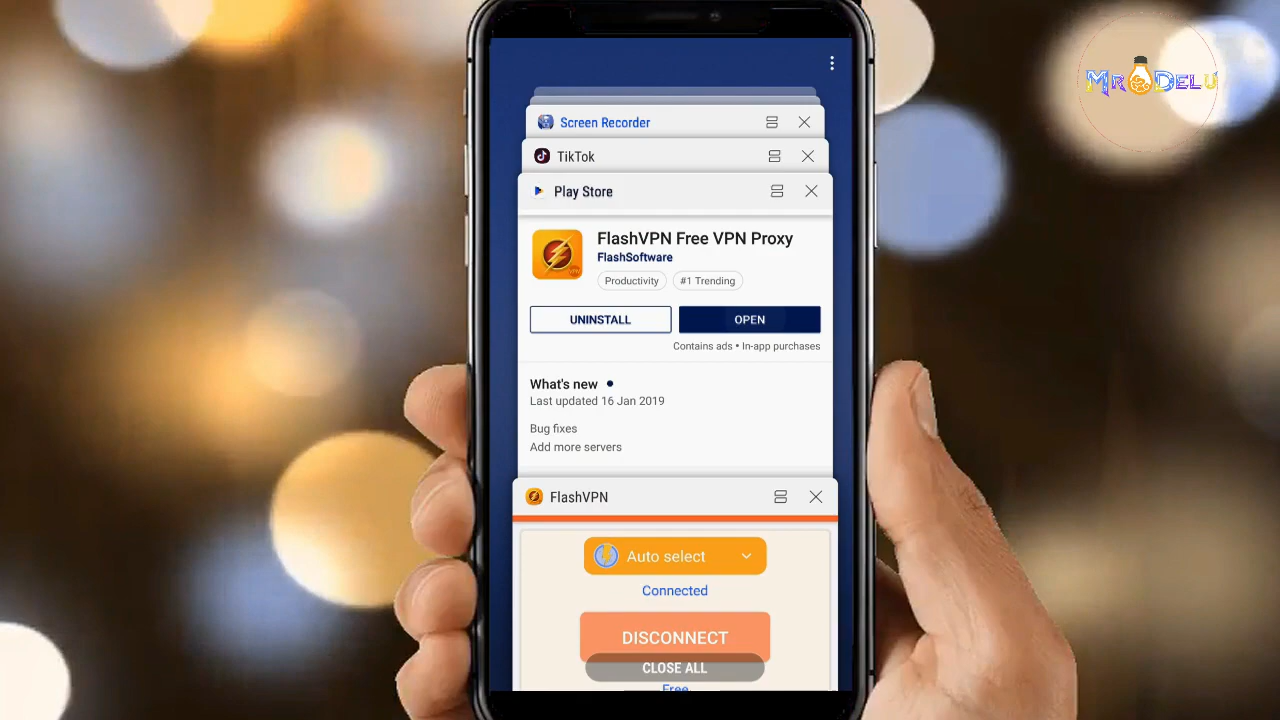 MR DELU
Screen Recorder
TikTok
Play Store
FlashVPN Free VPN Proxy
FlashSoftware
Productivity
#1 Trending
UNINSTALL
OPEN
Contains ads • In-app purchases
What's new •
Last updated 16 Jan 2019
Bug fixes
Add more servers
FlashVPN
Auto select
Connected
DISCONNECT
CLOSE ALL
Free